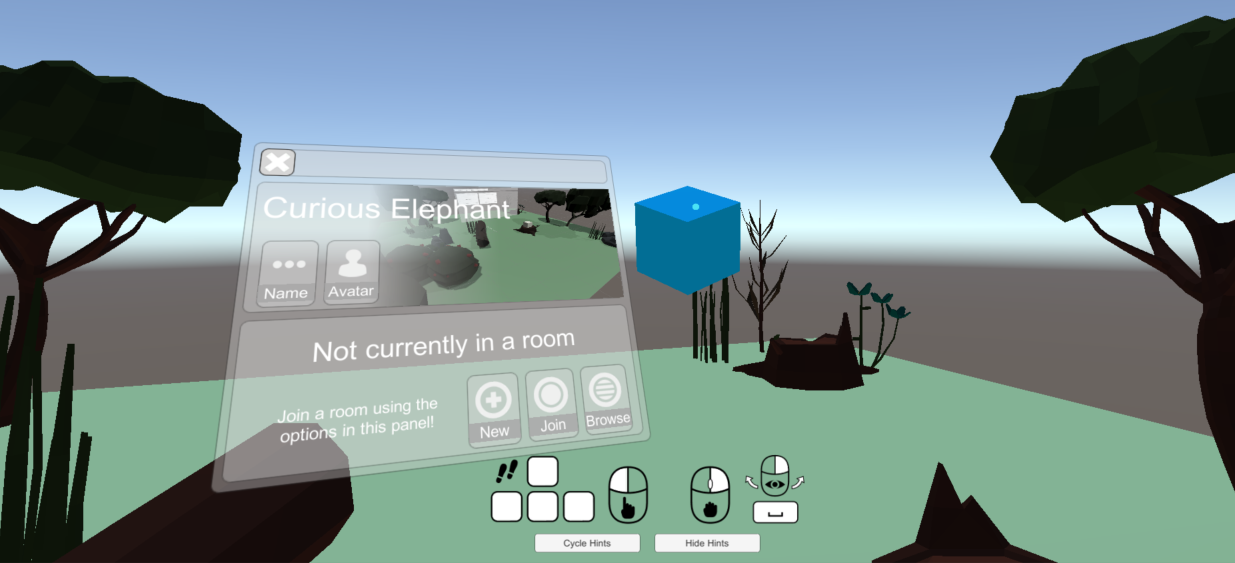 Curious Elephant
Name
Avatar
Not currently in a room
Join a room using the
options in this panel!
New
Join
Browse
Cycle Hints
Hide Hints